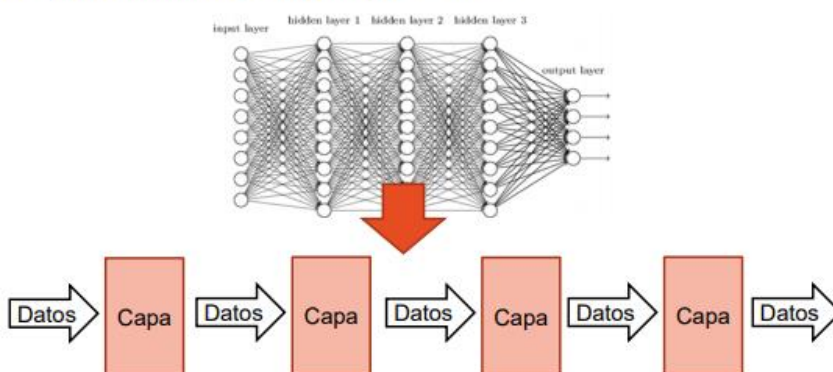 input layer
hidden layer 1
hidden layer 2
hidden layer 3
output layer
Datos
Capa
Datos
Capa
Datos
Capa
Datos
Capa
Datos